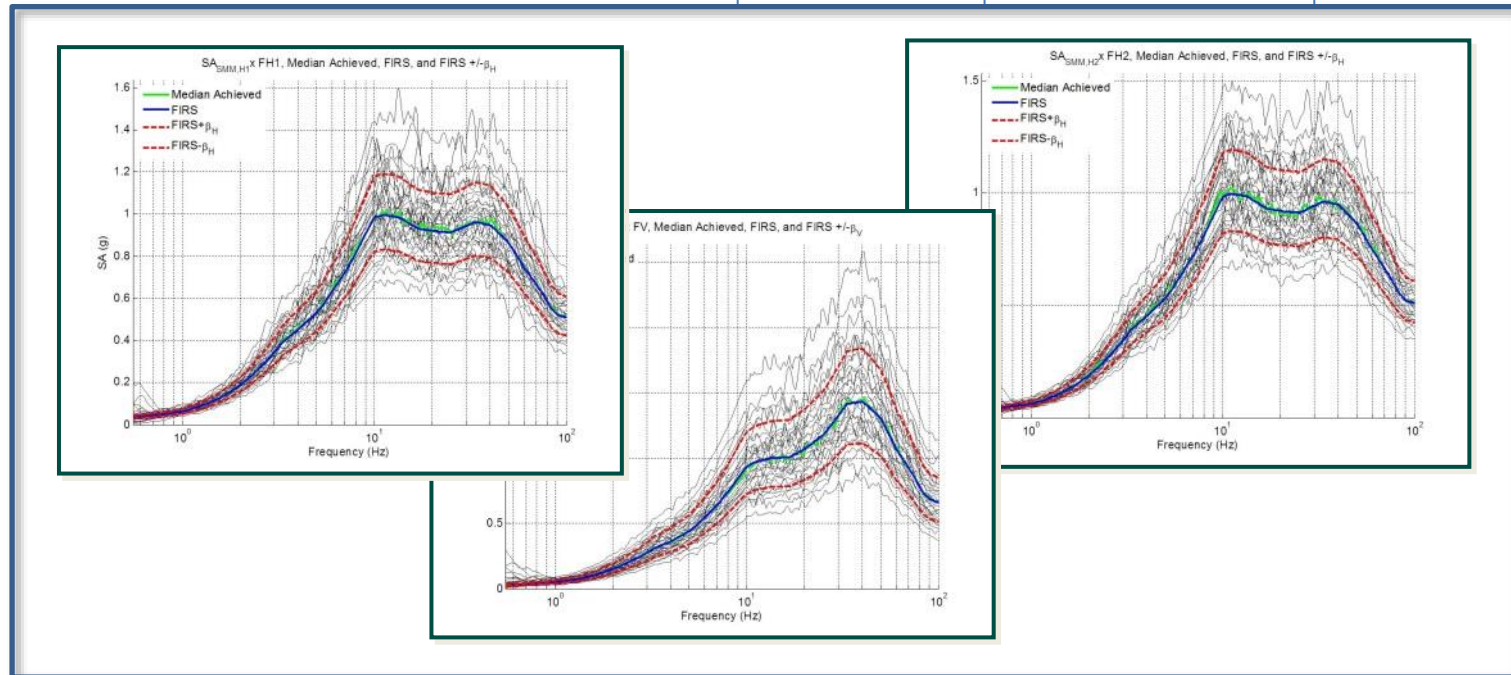 SA_SMM,H1 x FH1, Median Achieved, FIRS, and FIRS +/-β_H
1.6
1.4
1.2
1
0.8
0.6
0.4
0.2
0
SA (g)
Median Achieved
FIRS
FIRS+β_H
FIRS-β_H
10^0
10^1
10^2
Frequency (Hz)
FV, Median Achieved, FIRS, and FIRS +/-β_V
d
0.5
0
10^0
10^1
10^2
Frequency (Hz)
SA_SMM,H2 x FH2, Median Achieved, FIRS, and FIRS +/-β_H
1.5
1
Median Achieved
FIRS
FIRS+β_H
FIRS-β_H
10^0
10^1
10^2
Frequency (Hz)